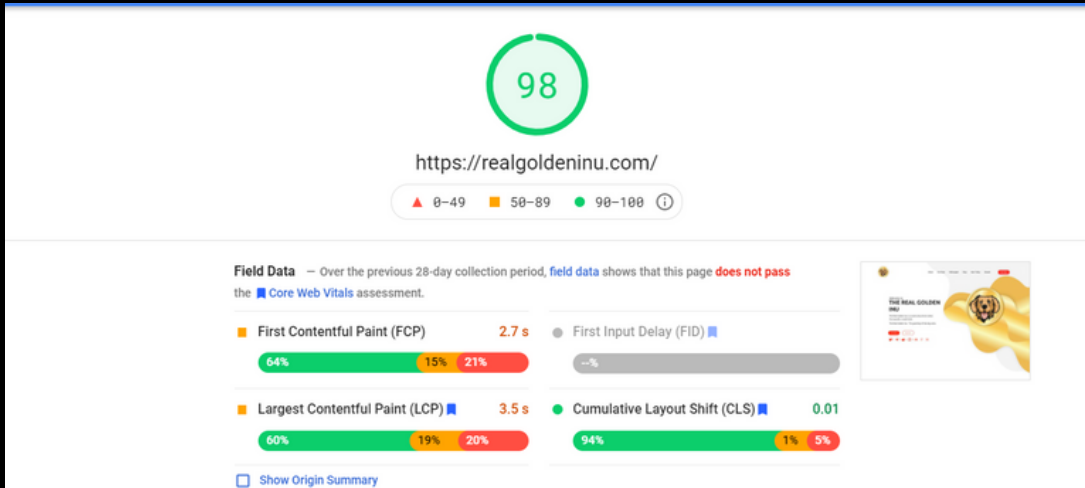 98
https://realgoldeninu.com/
0–49 50–89 90–100
Field Data — Over the previous 28-day collection period, field data shows that this page does not pass
the Core Web Vitals assessment.
First Contentful Paint (FCP) 2.7 s
64% 15% 21%
First Input Delay (FID)
--%
Largest Contentful Paint (LCP) 3.5 s
60% 19% 20%
Cumulative Layout Shift (CLS) 0.01
94% 1% 5%
Show Origin Summary
THE REAL GOLDEN
INU